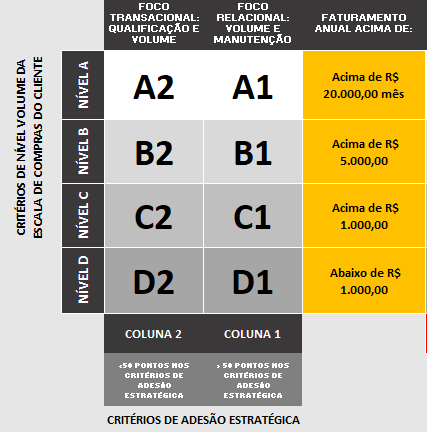 FOCO
TRANSACIONAL:
QUALIFICAÇÃO E
VOLUME
FOCO
RELACIONAL:
VOLUME E
MANUTENÇÃO
FATURAMENTO
ANUAL ACIMA DE:
CRITÉRIOS DE NÍVEL VOLUME DA
ESCALA DE COMPRAS DO CLIENTE
NÍVEL A
A2
A1
Acima de R$
20.000,00 mês
NÍVEL B
B2
B1
Acima de R$
5.000,00
NÍVEL C
C2
C1
Acima de R$
1.000,00
NÍVEL D
D2
D1
Abaixo de R$
1.000,00
COLUNA 2
COLUNA 1
<50 PONTOS NOS
CRITÉRIOS DE
ADESÃO
ESTRATÉGICA
> 50 PONTOS NOS
CRITÉRIOS DE
ADESÃO
ESTRATÉGICA
CRITÉRIOS DE ADESÃO ESTRATÉGICA